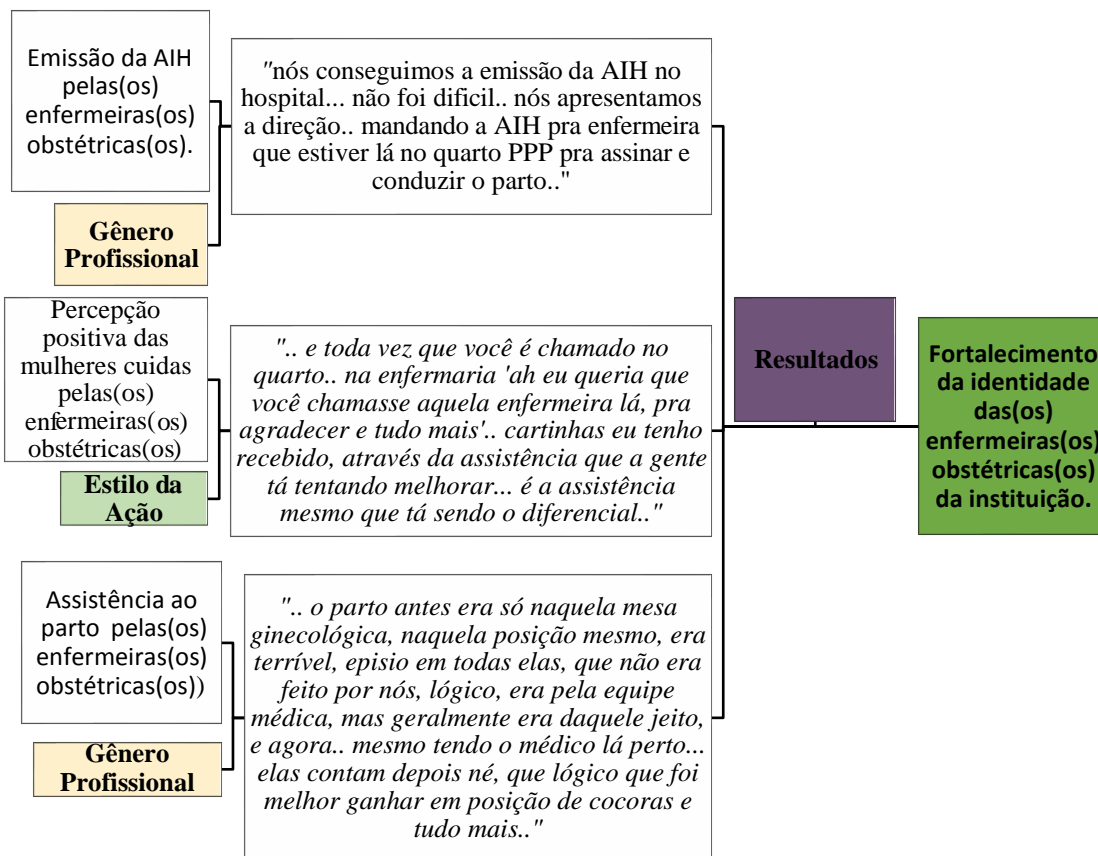 Emissão da AIH
pelas(os)
enfermeiras(os)
obstétricas(os).
"nós conseguimos a emissão da AIH no
hospital... não foi dificil.. nós apresentamos
a direção.. mandando a AIH pra enfermeira
que estiver lá no quarto PPP pra assinar e
conduzir o parto.."
Gênero
Profissional
Percepção
positiva das
mulheres cuidas
pelas(os)
enfermeiras(os)
obstétricas(os)
".. e toda vez que você é chamado no
quarto.. na enfermaria 'ah eu queria que
você chamasse aquela enfermeira lá, pra
agradecer e tudo mais'.. cartinhas eu tenho
recebido, através da assistência que a gente
tá tentando melhorar... é a assistência
mesmo que tá sendo o diferencial.."
Estilo da
Ação
Assistência ao
parto pelas(os)
enfermeiras(os)
obstétricas(os))
".. o parto antes era só naquela mesa
ginecológica, naquela posição mesmo, era
terrível, episio em todas elas, que não era
feito por nós, lógico, era pela equipe
médica, mas geralmente era daquele jeito,
e agora.. mesmo tendo o médico lá perto...
elas contam depois né, que lógico que foi
melhor ganhar em posição de cocoras e
tudo mais.."
Gênero
Profissional
Resultados
Fortalecimento
da identidade
das(os)
enfermeiras(os)
obstétricas(os)
da instituição.